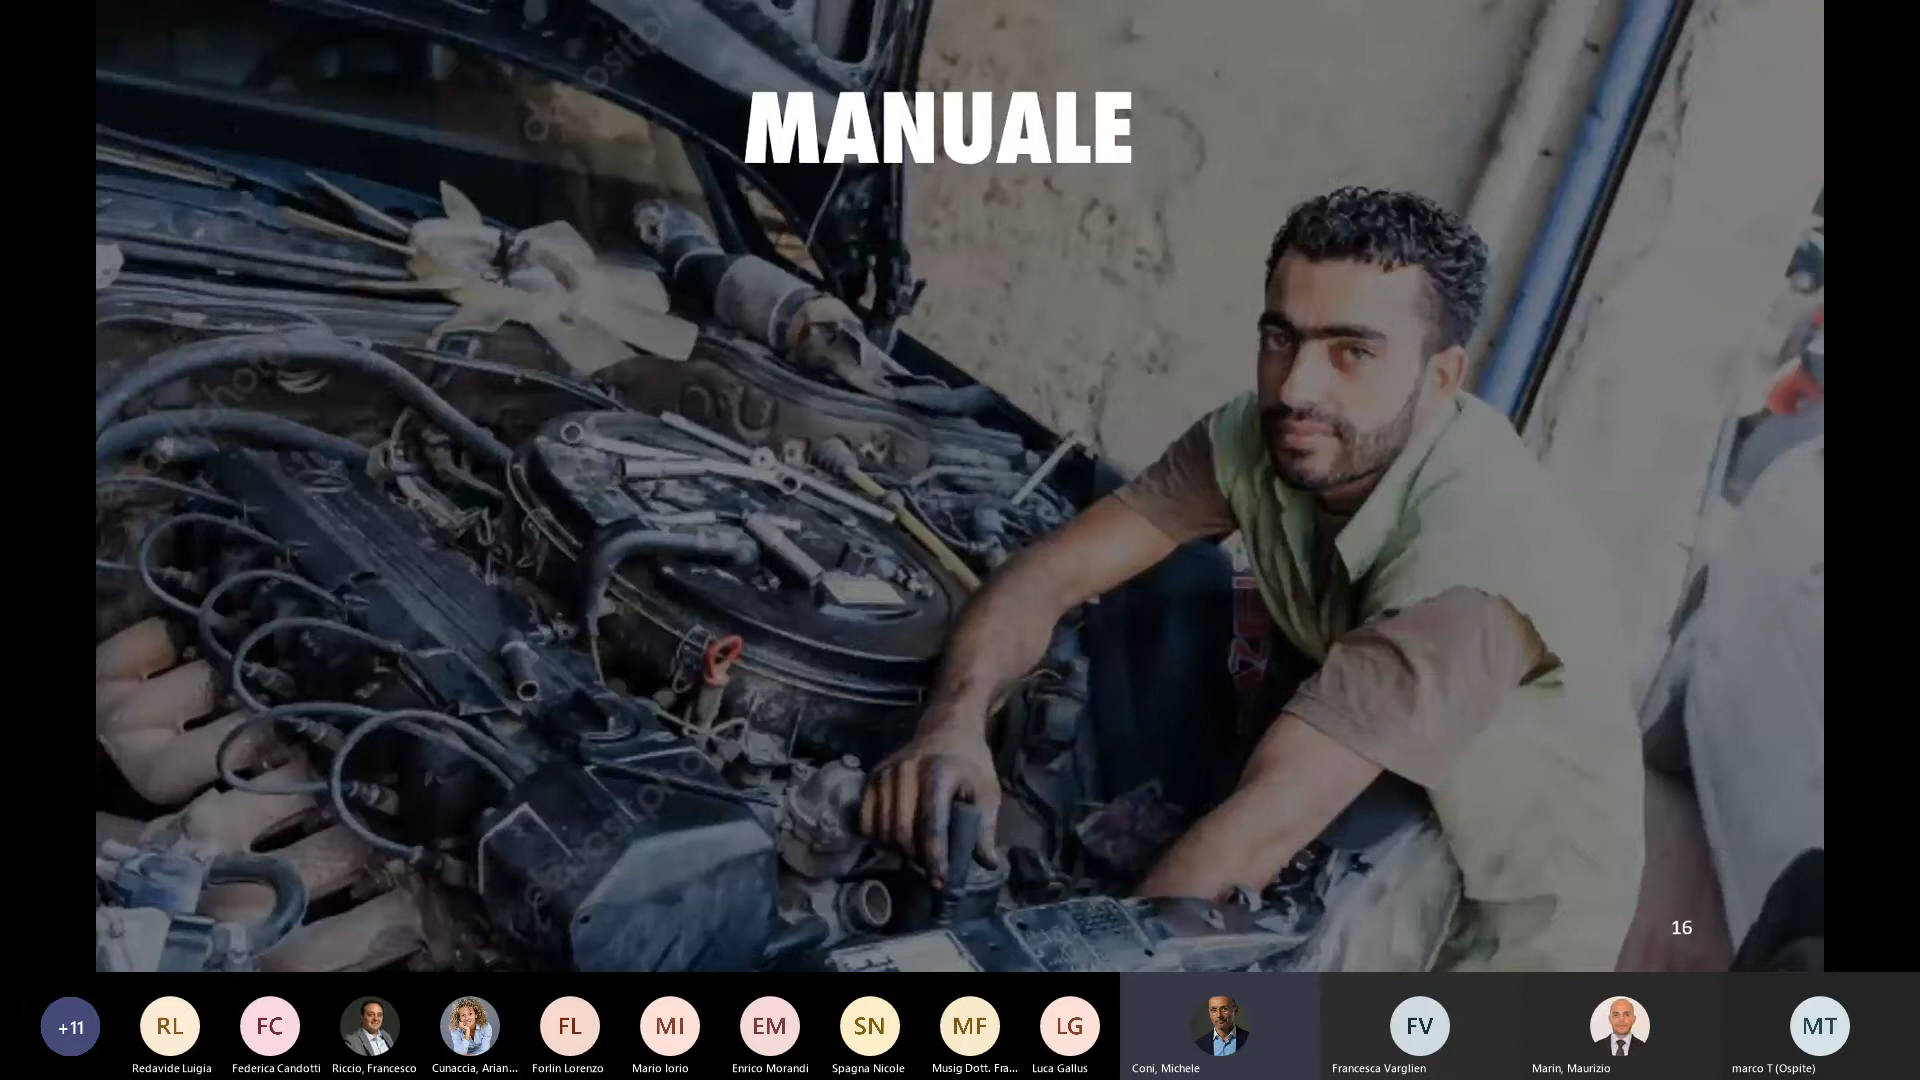 MANUALE
16
+11
RL
FC
FL
MI
EM
SN
MF
LG
FV
MT
Redavide Luigia
Federica Candotti
Riccio, Francesco
Cunaccia, Arian...
Forlin Lorenzo
Mario Iorio
Enrico Morandi
Spagna Nicole
Musig Dott. Fra...
Luca Gallus
Coni, Michele
Francesca Varglien
Marin, Maurizio
marco T (Ospite)